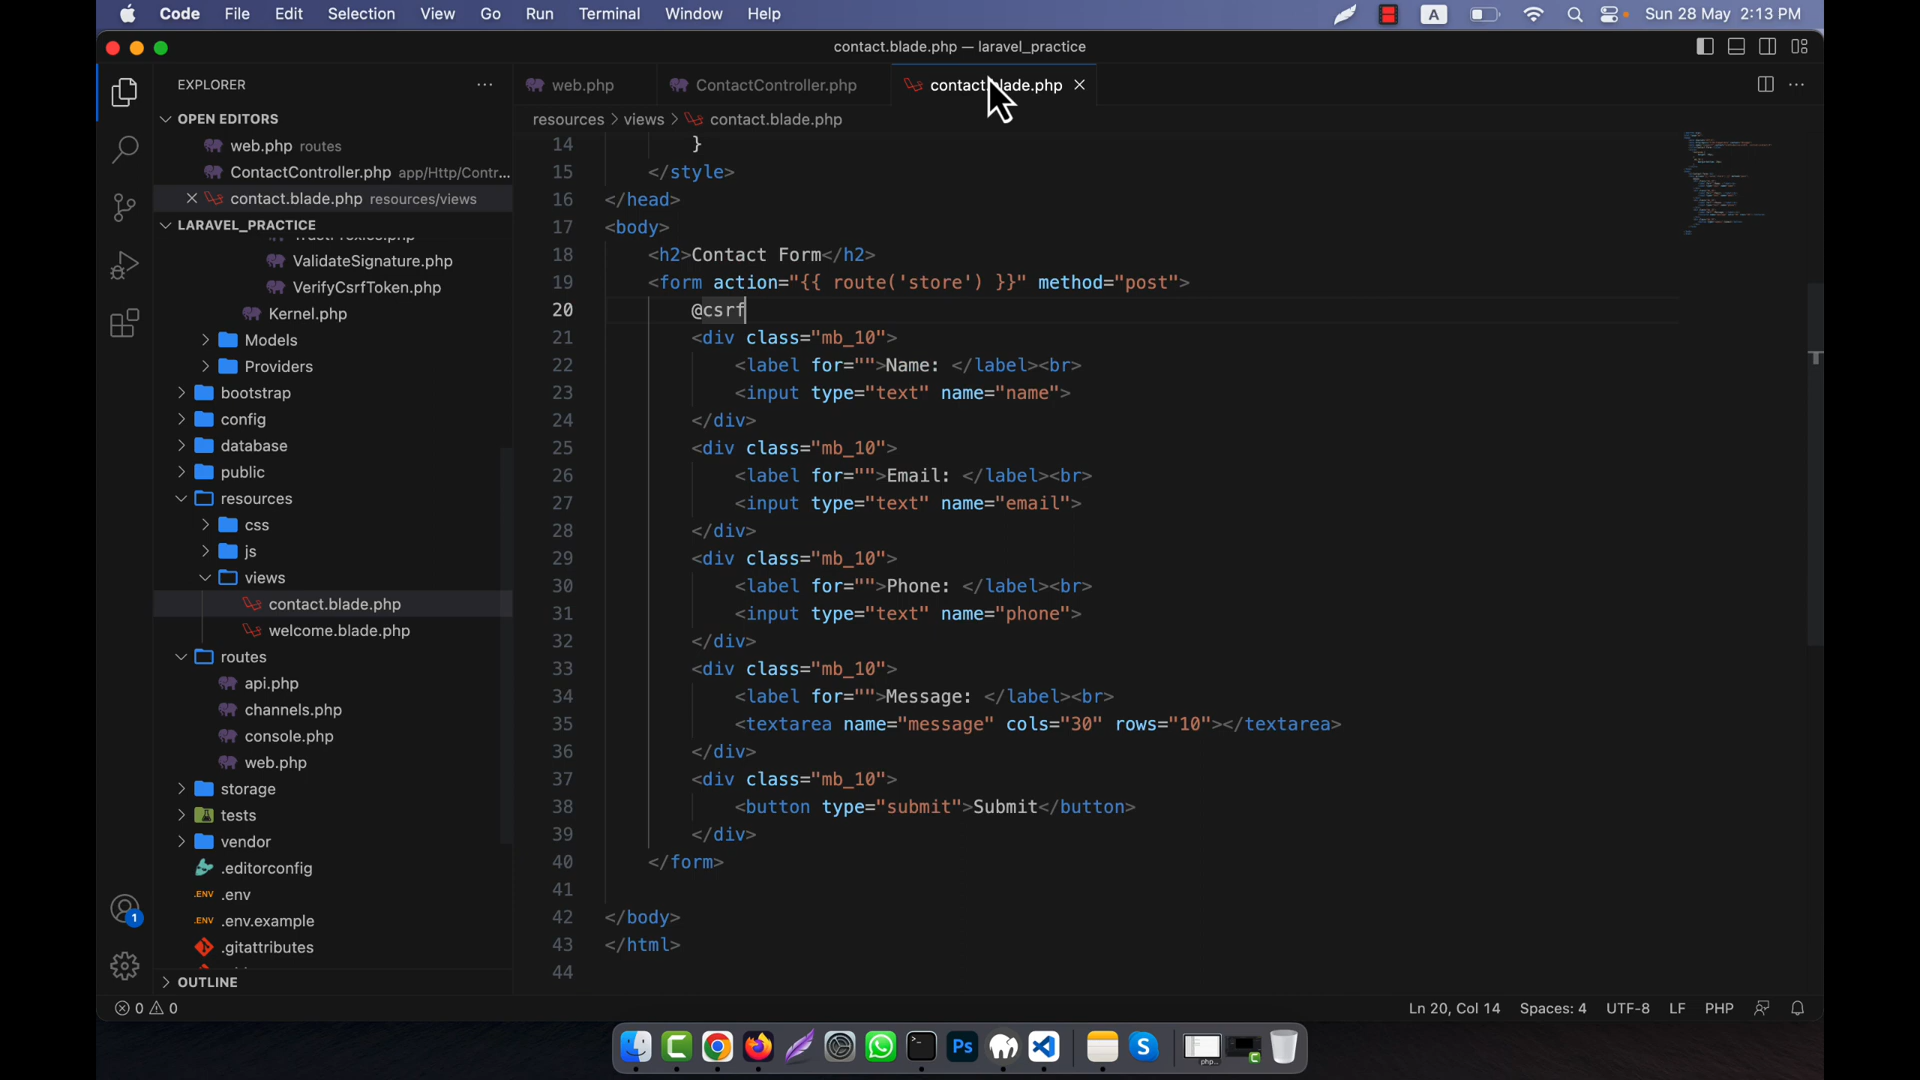 Code File Edit Selection View Go Run Terminal Window Help
A
Sun 28 May 2:13 PM
contact.blade.php — laravel_practice
EXPLORER
OPEN EDITORS
web.php routes
ContactController.php app/Http/Contr...
contact.blade.php resources/views
LARAVEL_PRACTICE
ValidateSignature.php
VerifyCsrfToken.php
Kernel.php
Models
Providers
bootstrap
config
database
public
resources
css
js
views
contact.blade.php
welcome.blade.php
routes
api.php
channels.php
console.php
web.php
storage
tests
vendor
.editorconfig
.ENV .env
.ENV .env.example
.gitattributes
OUTLINE
1
web.php
ContactController.php
contact.blade.php
resources > views > contact.blade.php
14 }
15 </style>
16 </head>
17 <body>
18 <h2>Contact Form</h2>
19 <form action="{{ route('store') }}" method="post">
20 @csrf
21 <div class="mb_10">
22 <label for="">Name: </label><br>
23 <input type="text" name="name">
24 </div>
25 <div class="mb_10">
26 <label for="">Email: </label><br>
27 <input type="text" name="email">
28 </div>
29 <div class="mb_10">
30 <label for="">Phone: </label><br>
31 <input type="text" name="phone">
32 </div>
33 <div class="mb_10">
34 <label for="">Message: </label><br>
35 <textarea name="message" cols="30" rows="10"></textarea>
36 </div>
37 <div class="mb_10">
38 <button type="submit">Submit</button>
39 </div>
40 </form>
41
42 </body>
43 </html>
44
0 0
Ln 20, Col 14 Spaces: 4 UTF-8 LF PHP
Ps